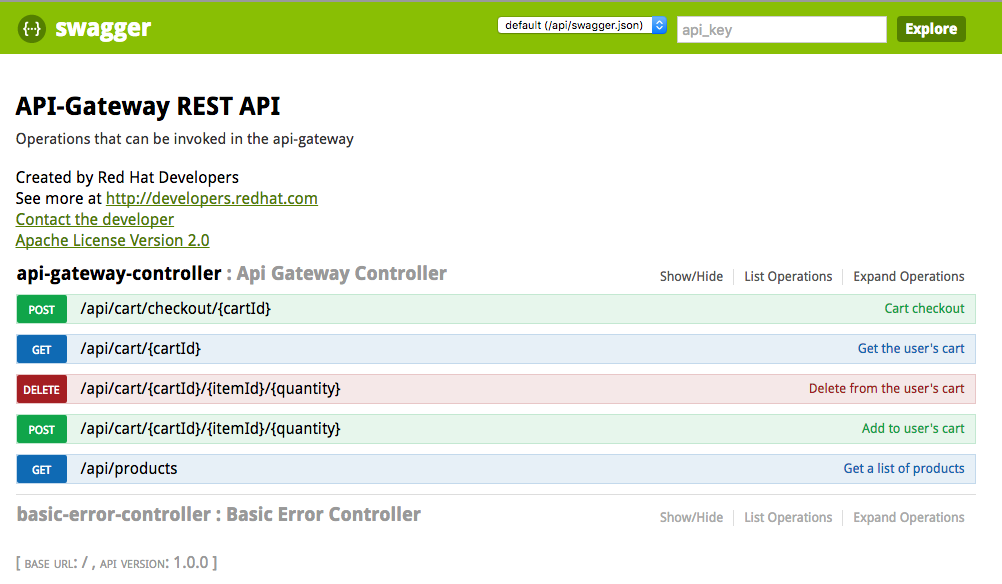 {··} swagger default (/api/swagger.json) api_key Explore
API-Gateway REST API
Operations that can be invoked in the api-gateway
Created by Red Hat Developers
See more at http://developers.redhat.com
Contact the developer
Apache License Version 2.0
api-gateway-controller : Api Gateway Controller Show/Hide List Operations Expand Operations
POST /api/cart/checkout/{cartId} Cart checkout
GET /api/cart/{cartId} Get the user's cart
DELETE /api/cart/{cartId}/{itemId}/{quantity} Delete from the user's cart
POST /api/cart/{cartId}/{itemId}/{quantity} Add to user's cart
GET /api/products Get a list of products
basic-error-controller : Basic Error Controller Show/Hide List Operations Expand Operations
[ BASE URL: / , API VERSION: 1.0.0 ]